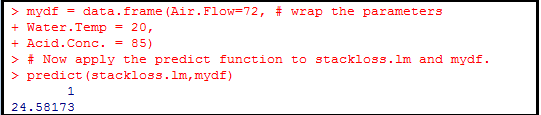 > mydf = data.frame(Air.Flow=72, # wrap the parameters
+ Water.Temp = 20,
+ Acid.Conc. = 85)
> # Now apply the predict function to stackloss.lm and mydf.
> predict(stackloss.lm,mydf)
1
24.58173